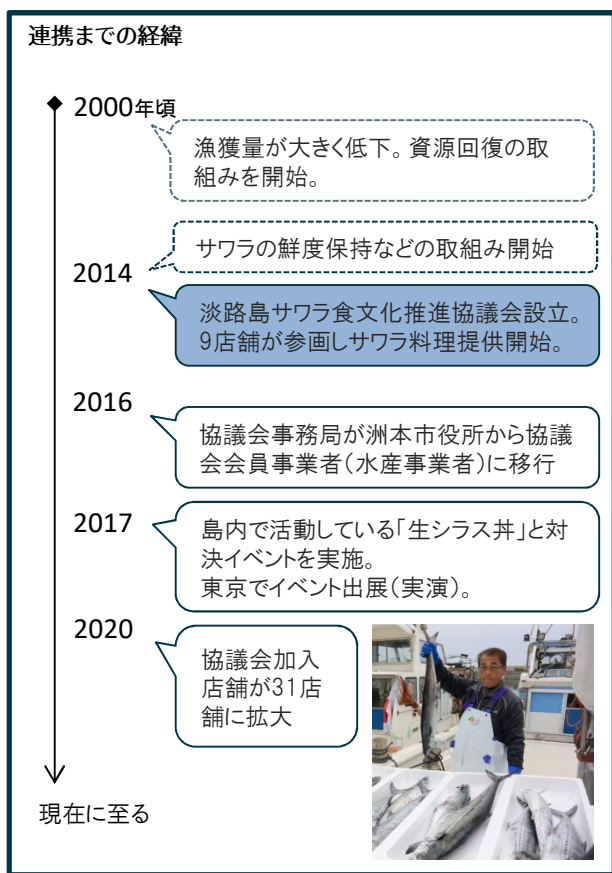 連携までの経緯
2000年頃
漁獲量が大きく低下。資源回復の取
組みを開始。
サワラの鮮度保持などの取組み開始
2014
淡路島サワラ食文化推進協議会設立。
9店舗が参画しサワラ料理提供開始。
2016
協議会事務局が洲本市役所から協議
会会員事業者(水産事業者)に移行
2017
島内で活動している「生シラス丼」と対
決イベントを実施。
東京でイベント出展(実演)。
2020
協議会加入
店舗が31店
舗に拡大
現在に至る